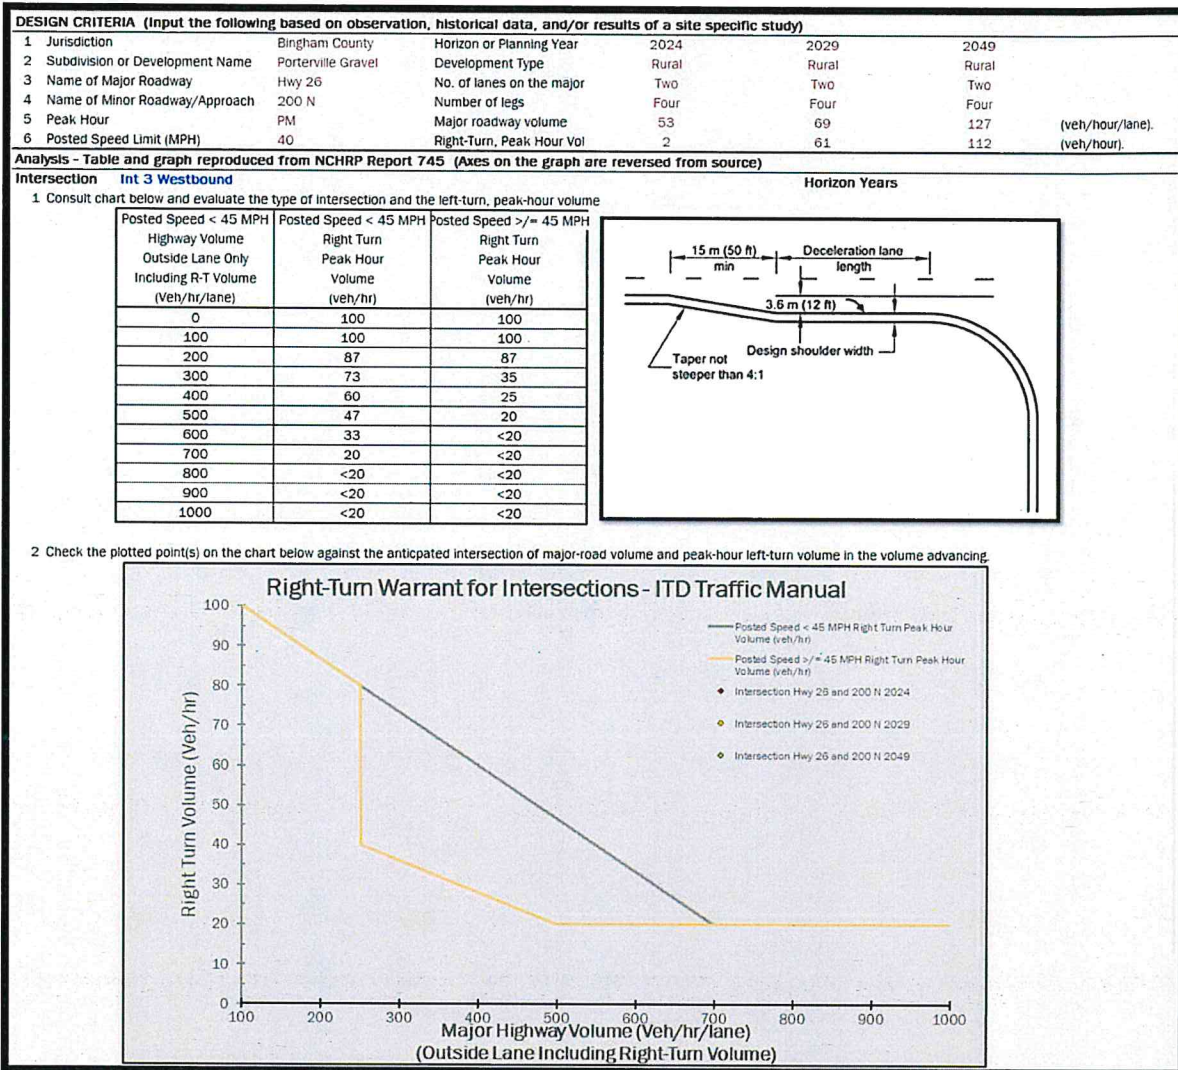 DESIGN CRITERIA (Input the following based on observation, historical data, and/or results of a site specific study)
1 Jurisdiction Bingham County Horizon or Planning Year 2024 2029 2049
2 Subdivision or Development Name Porterville Gravel Development Type Rural Rural Rural
3 Name of Major Roadway Hwy 26 No. of lanes on the major Two Two Two
4 Name of Minor Roadway/Approach 200 N Number of legs Four Four Four
5 Peak Hour PM Major roadway volume 53 69 127 (veh/hour/lane).
6 Posted Speed Limit (MPH) 40 Right-Turn, Peak Hour Vol 2 61 112 (veh/hour).
Analysis - Table and graph reproduced from NCHRP Report 745 (Axes on the graph are reversed from source)
Intersection Int 3 Westbound Horizon Years
1 Consult chart below and evaluate the type of intersection and the left-turn, peak-hour volume
Posted Speed < 45 MPH Posted Speed < 45 MPH Posted Speed >/= 45 MPH
Highway Volume Right Turn Right Turn
Outside Lane Only Peak Hour Peak Hour
Including R-T Volume Volume Volume
(Veh/hr/lane) (veh/hr) (veh/hr)
0 100 100
100 100 100
200 87 87
300 73 35
400 60 25
500 47 20
600 33 <20
700 20 <20
800 <20 <20
900 <20 <20
1000 <20 <20
15 m (50 ft) Deceleration lane
min length
3.6 m (12 ft)
Design shoulder width
Taper not
steeper than 4:1
2 Check the plotted point(s) on the chart below against the anticpated intersection of major-road volume and peak-hour left-turn volume in the volume advancing.
Right-Turn Warrant for Intersections - ITD Traffic Manual
Right Turn Volume (Veh/hr)
100
90
80
70
60
50
40
30
20
10
0
Posted Speed < 45 MPH Right Turn Peak Hour
Volume (veh/hr)
Posted Speed >/= 45 MPH Right Turn Peak Hour
Volume (veh/hr)
Intersection Hwy 26 and 200 N 2024
Intersection Hwy 26 and 200 N 2029
Intersection Hwy 26 and 200 N 2049
100 200 300 400 500 600 700 800 900 1000
Major Highway Volume (Veh/hr/lane)
(Outside Lane Including Right-Turn Volume)